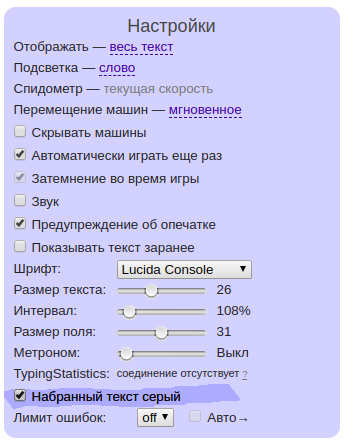 Настройки
Отображать — весь текст
Подсветка — слово
Спидометр — текущая скорость
Перемещение машин — мгновенное
Скрывать машины
Автоматически играть еще раз
Затемнение во время игры
Звук
Предупреждение об опечатке
Показывать текст заранее
Шрифт: Lucida Console
Размер текста: 26
Интервал: 108%
Размер поля: 31
Метроном: Выкл
TypingStatistics: соединение отсутствует ?
Набранный текст серый
Лимит ошибок: off Авто→